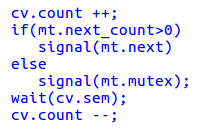 cv.count ++;
if(mt.next_count>0)
signal(mt.next)
else
signal(mt.mutex);
wait(cv.sem);
cv.count --;